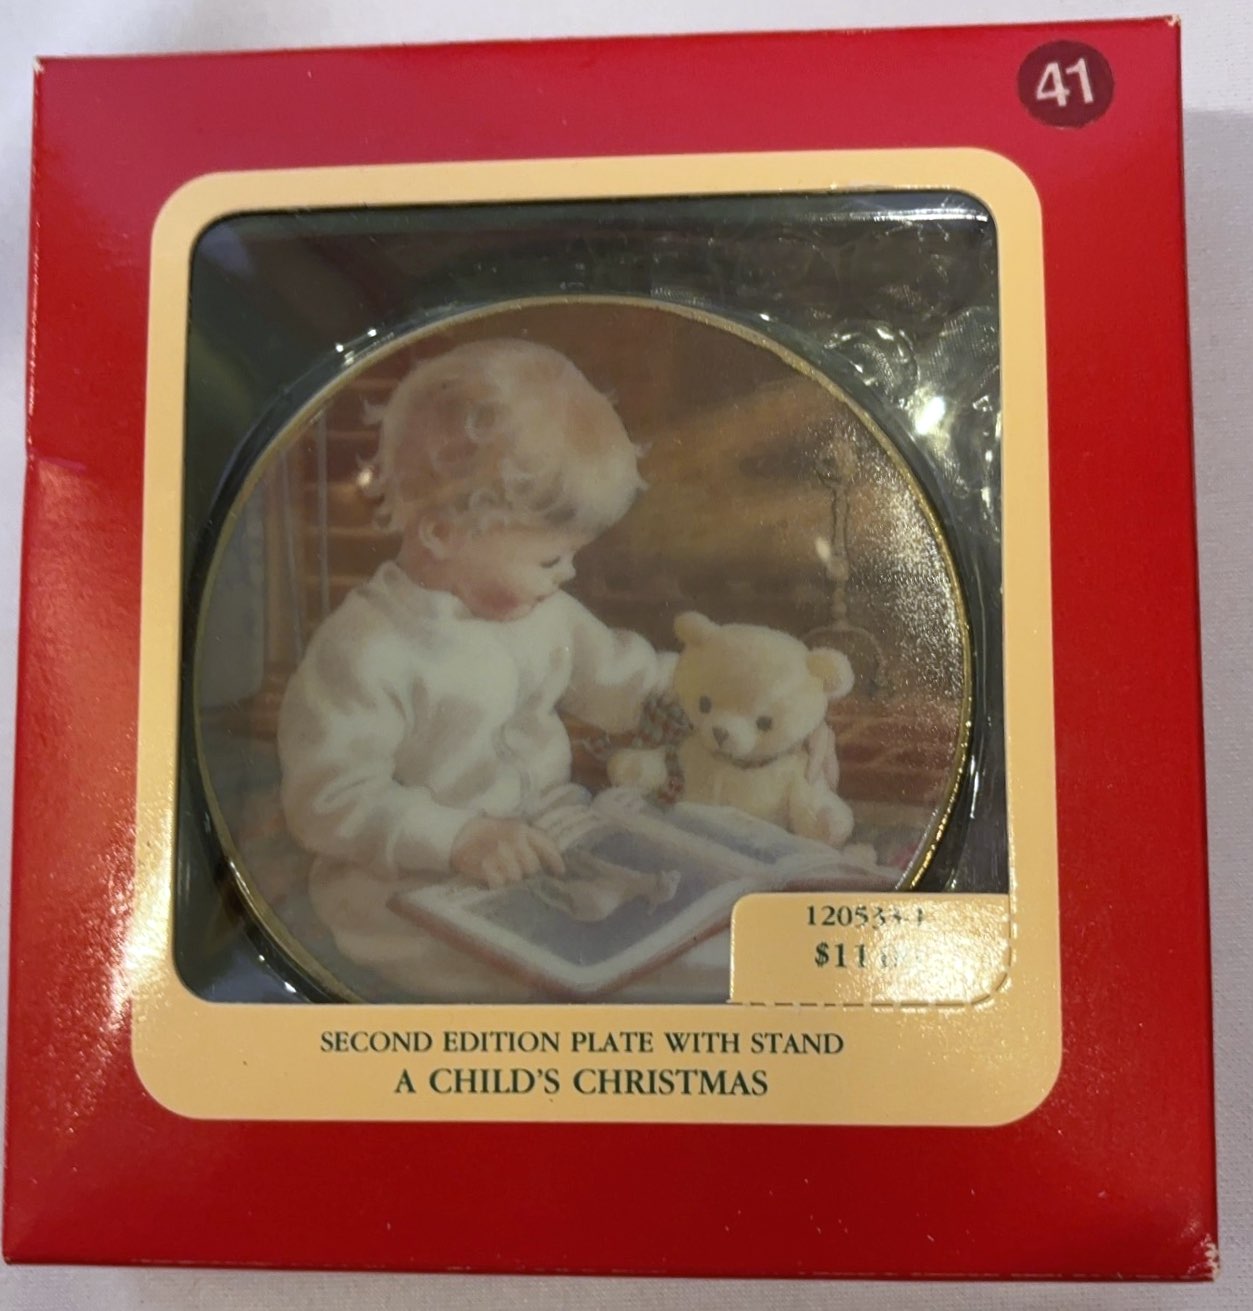 41
SECOND EDITION PLATE WITH STAND
A CHILD'S CHRISTMAS